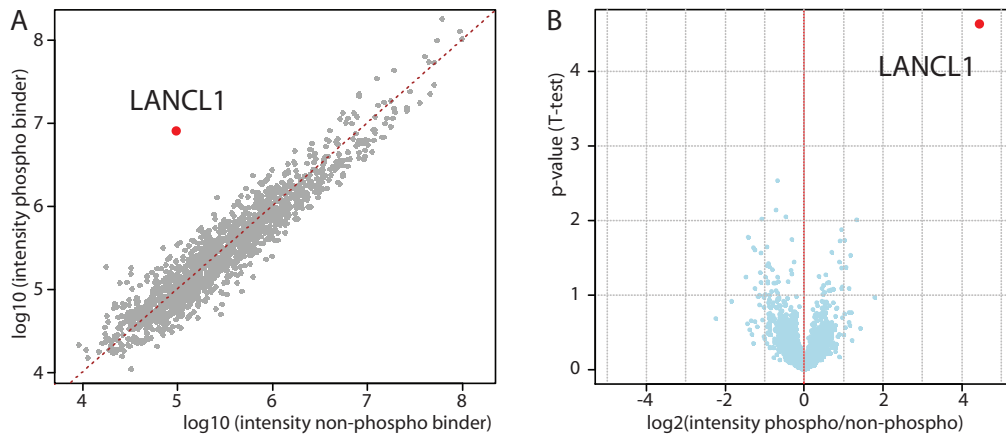 A
log10 (intensity phospho binder)
8
7
6
5
4
LANCL1
4
5
6
7
8
log10 (intensity non-phospho binder)
B
p-value (T-test)
4
3
2
1
0
LANCL1
-4
-2
0
2
4
log2(intensity phospho/non-phospho)